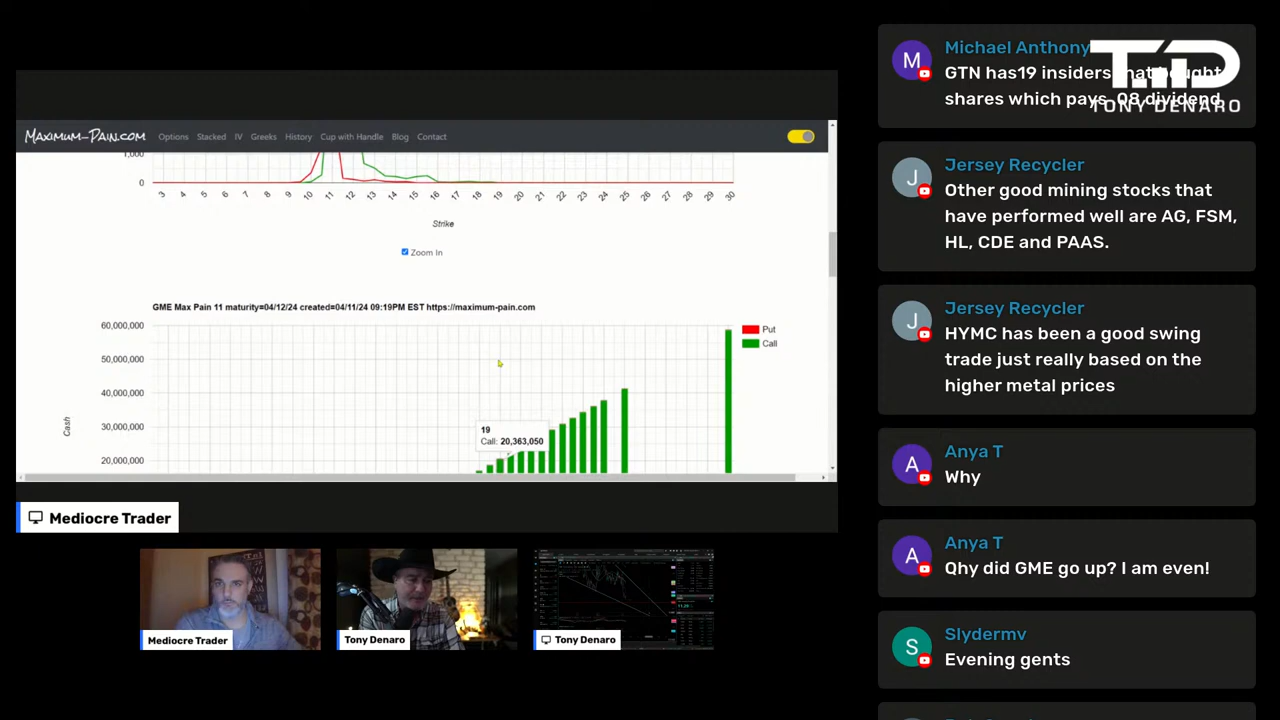 Maximum-Pain.com Options Stacked IV Greeks History Cup with Handle Blog Contact
1,000
0
3 4 5 6 7 8 9 10 11 12 13 14 15 16 17 18 19 20 21 22 23 24 25 26 27 28 29 30
Strike
Zoom In
GME Max Pain 11 maturity=04/12/24 created=04/11/24 09:19PM EST https://maximum-pain.com
60,000,000
50,000,000
40,000,000
30,000,000
20,000,000
Cash
Put
Call
19
Call: 20,363,050
Mediocre Trader
Mediocre Trader
Tony Denaro
Tony Denaro
TD
TONY DENARO
Michael Anthony
GTN has19 insiders that bought
shares which pays .08 dividend
Jersey Recycler
Other good mining stocks that
have performed well are AG, FSM,
HL, CDE and PAAS.
Jersey Recycler
HYMC has been a good swing
trade just really based on the
higher metal prices
Anya T
Why
Anya T
Qhy did GME go up? I am even!
Slydermv
Evening gents